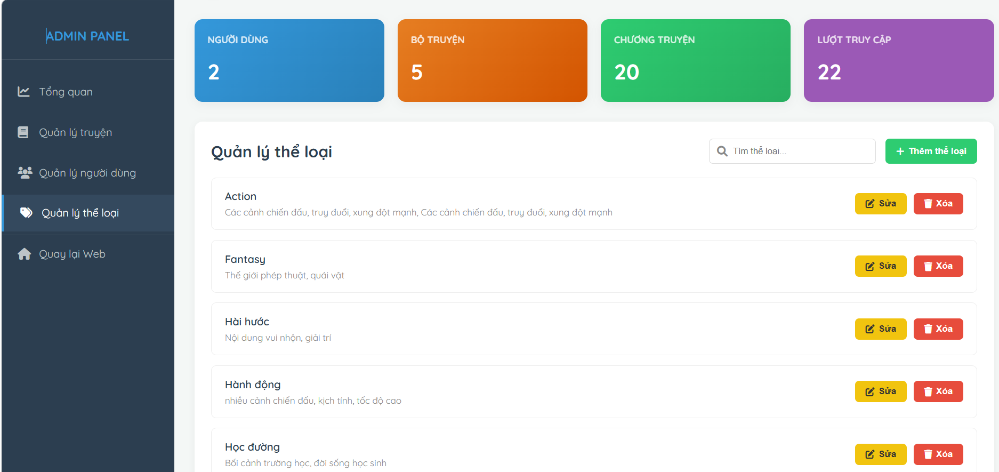 ADMIN PANEL
Tổng quan
Quản lý truyện
Quản lý người dùng
Quản lý thể loại
Quay lại Web
NGƯỜI DÙNG
2
BỘ TRUYỆN
5
CHƯƠNG TRUYỆN
20
LƯỢT TRUY CẬP
22
Quản lý thể loại
Tìm thể loại...
Thêm thể loại
Action
Các cảnh chiến đấu, truy đuổi, xung đột mạnh, Các cảnh chiến đấu, truy đuổi, xung đột mạnh
Sửa
Xóa
Fantasy
Thế giới phép thuật, quái vật
Sửa
Xóa
Hài hước
Nội dung vui nhộn, giải trí
Sửa
Xóa
Hành động
nhiều cảnh chiến đấu, kịch tính, tốc độ cao
Sửa
Xóa
Học đường
Bối cảnh trường học, đời sống học sinh
Sửa
Xóa